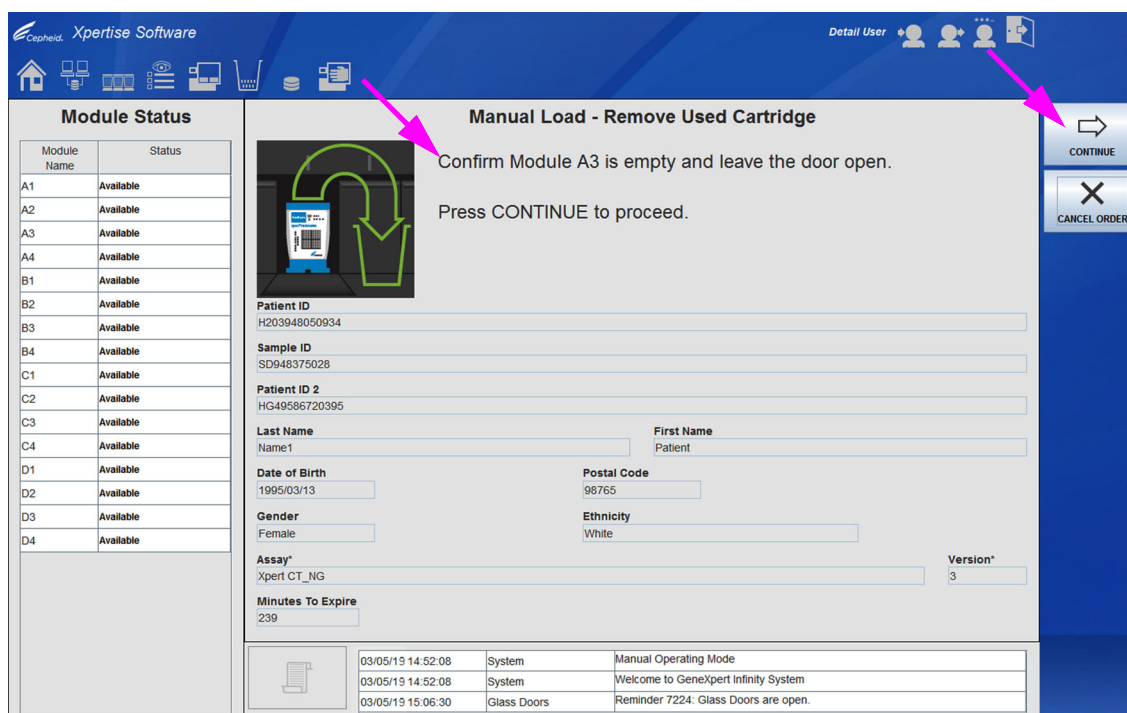 Cepheid. Xpertise Software
Detail User
Module Status
Module Name Status
A1 Available
A2 Available
A3 Available
A4 Available
B1 Available
B2 Available
B3 Available
B4 Available
C1 Available
C2 Available
C3 Available
C4 Available
D1 Available
D2 Available
D3 Available
D4 Available
Manual Load - Remove Used Cartridge
Confirm Module A3 is empty and leave the door open.
Press CONTINUE to proceed.
Patient ID
H203948050934
Sample ID
SD948375028
Patient ID 2
HG49586720395
Last Name First Name
Name1 Patient
Date of Birth Postal Code
1995/03/13 98765
Gender Ethnicity
Female White
Assay* Version*
Xpert CT_NG 3
Minutes To Expire
239
03/05/19 14:52:08 System Manual Operating Mode
03/05/19 14:52:08 System Welcome to GeneXpert Infinity System
03/05/19 15:06:30 Glass Doors Reminder 7224: Glass Doors are open.
CONTINUE
CANCEL ORDER